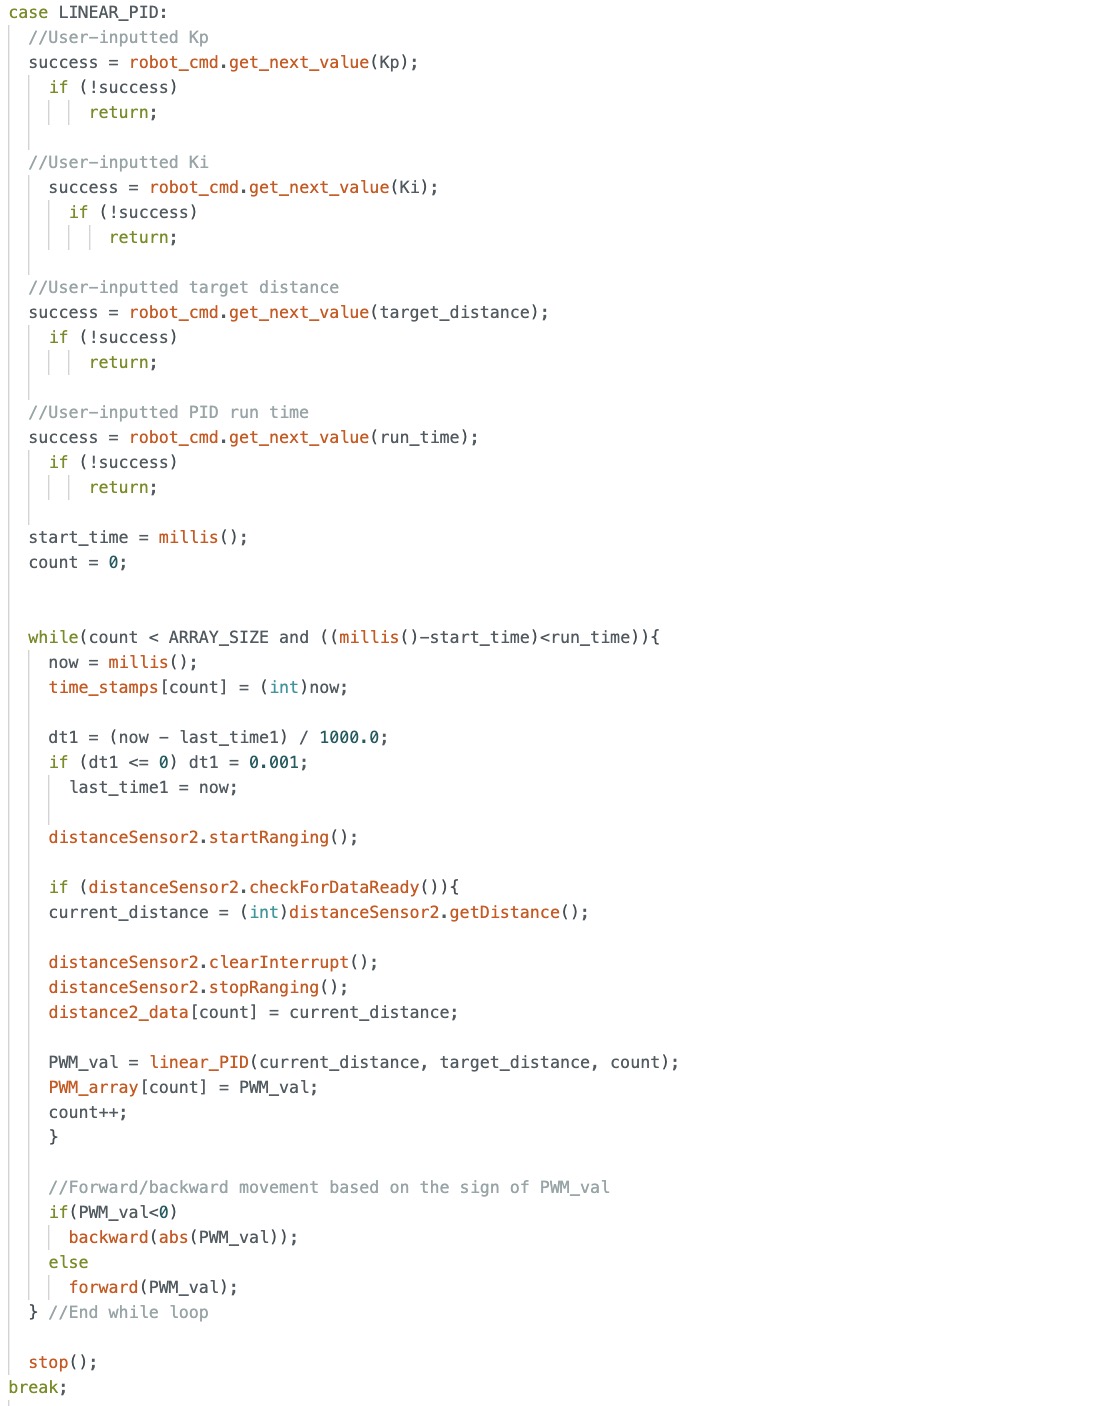 case LINEAR_PID:
//User-inputted Kp
success = robot_cmd.get_next_value(Kp);
if (!success)
return;
//User-inputted Ki
success = robot_cmd.get_next_value(Ki);
if (!success)
return;
//User-inputted target distance
success = robot_cmd.get_next_value(target_distance);
if (!success)
return;
//User-inputted PID run time
success = robot_cmd.get_next_value(run_time);
if (!success)
return;
start_time = millis();
count = 0;
while(count < ARRAY_SIZE and ((millis()-start_time)<run_time)){
now = millis();
time_stamps[count] = (int)now;
dt1 = (now - last_time1) / 1000.0;
if (dt1 <= 0) dt1 = 0.001;
last_time1 = now;
distanceSensor2.startRanging();
if (distanceSensor2.checkForDataReady()){
current_distance = (int)distanceSensor2.getDistance();
distanceSensor2.clearInterrupt();
distanceSensor2.stopRanging();
distance2_data[count] = current_distance;
PWM_val = linear_PID(current_distance, target_distance, count);
PWM_array[count] = PWM_val;
count++;
}
//Forward/backward movement based on the sign of PWM_val
if(PWM_val<0)
backward(abs(PWM_val));
else
forward(PWM_val);
} //End while loop
stop();
break;